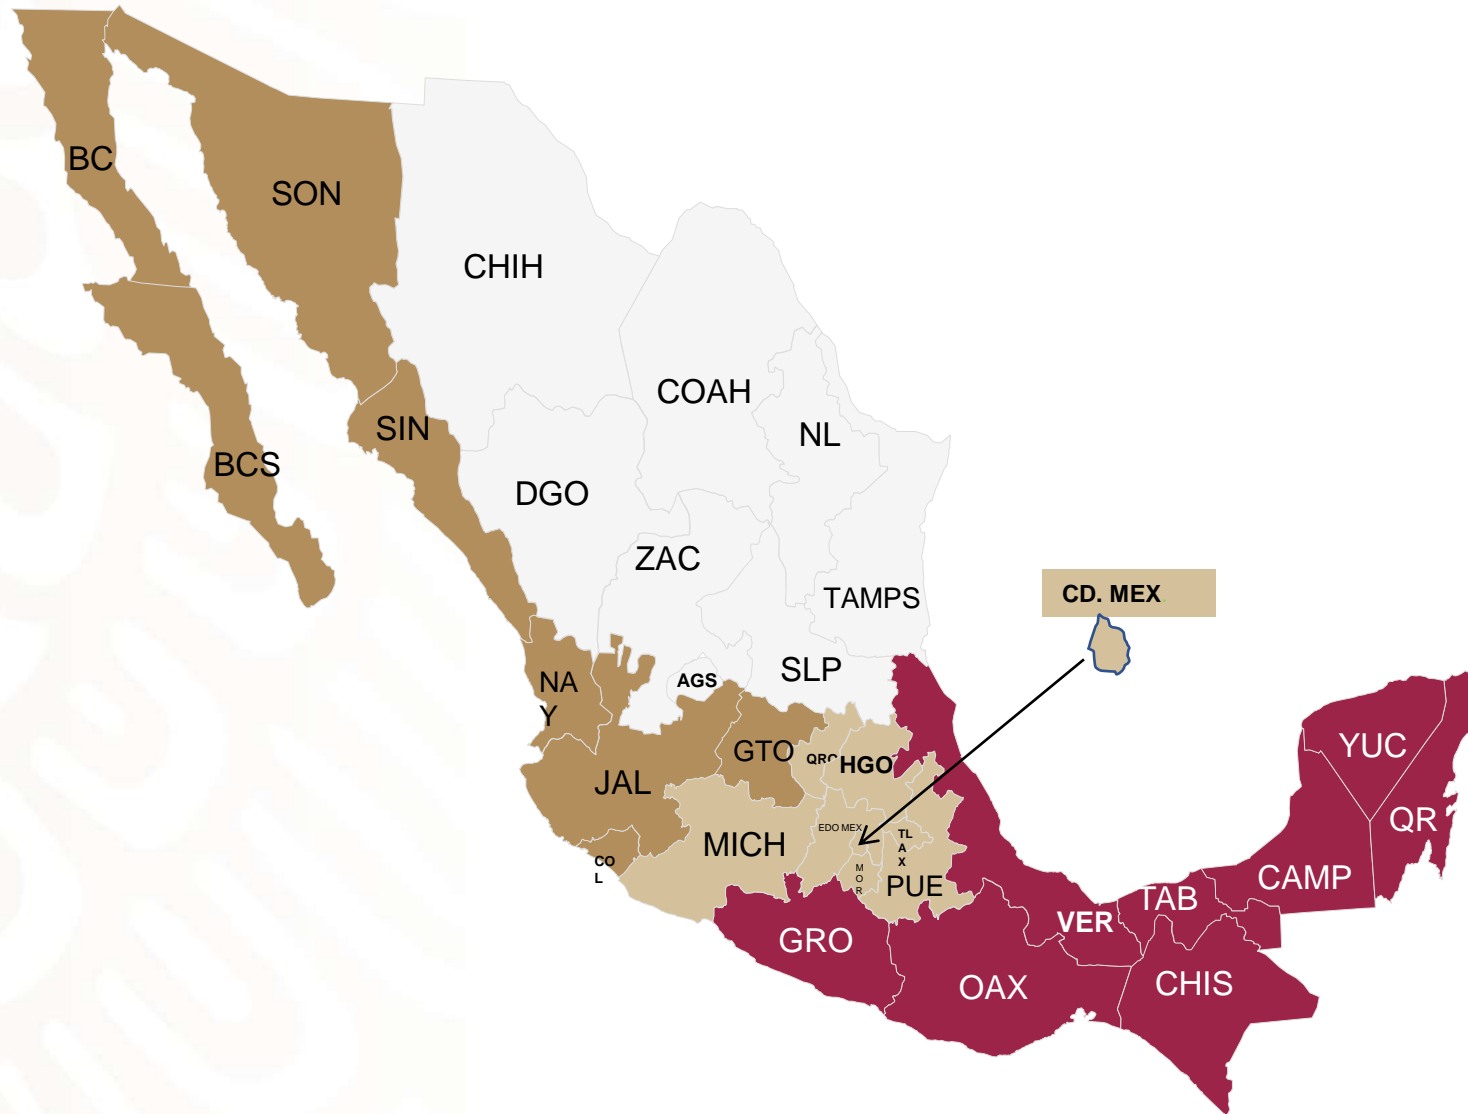 BC
SON
CHIH
COAH
SIN
NL
BCS
DGO
ZAC
CD. MEX.
TAMPS
SLP
AGS
NA
Y
YUC
GTO
QRO
HGO
JAL
QR
EDO MEX
TL
A
X
MICH
CO
L
M
O
R
PUE
CAMP
TAB
VER
GRO
CHIS
OAX